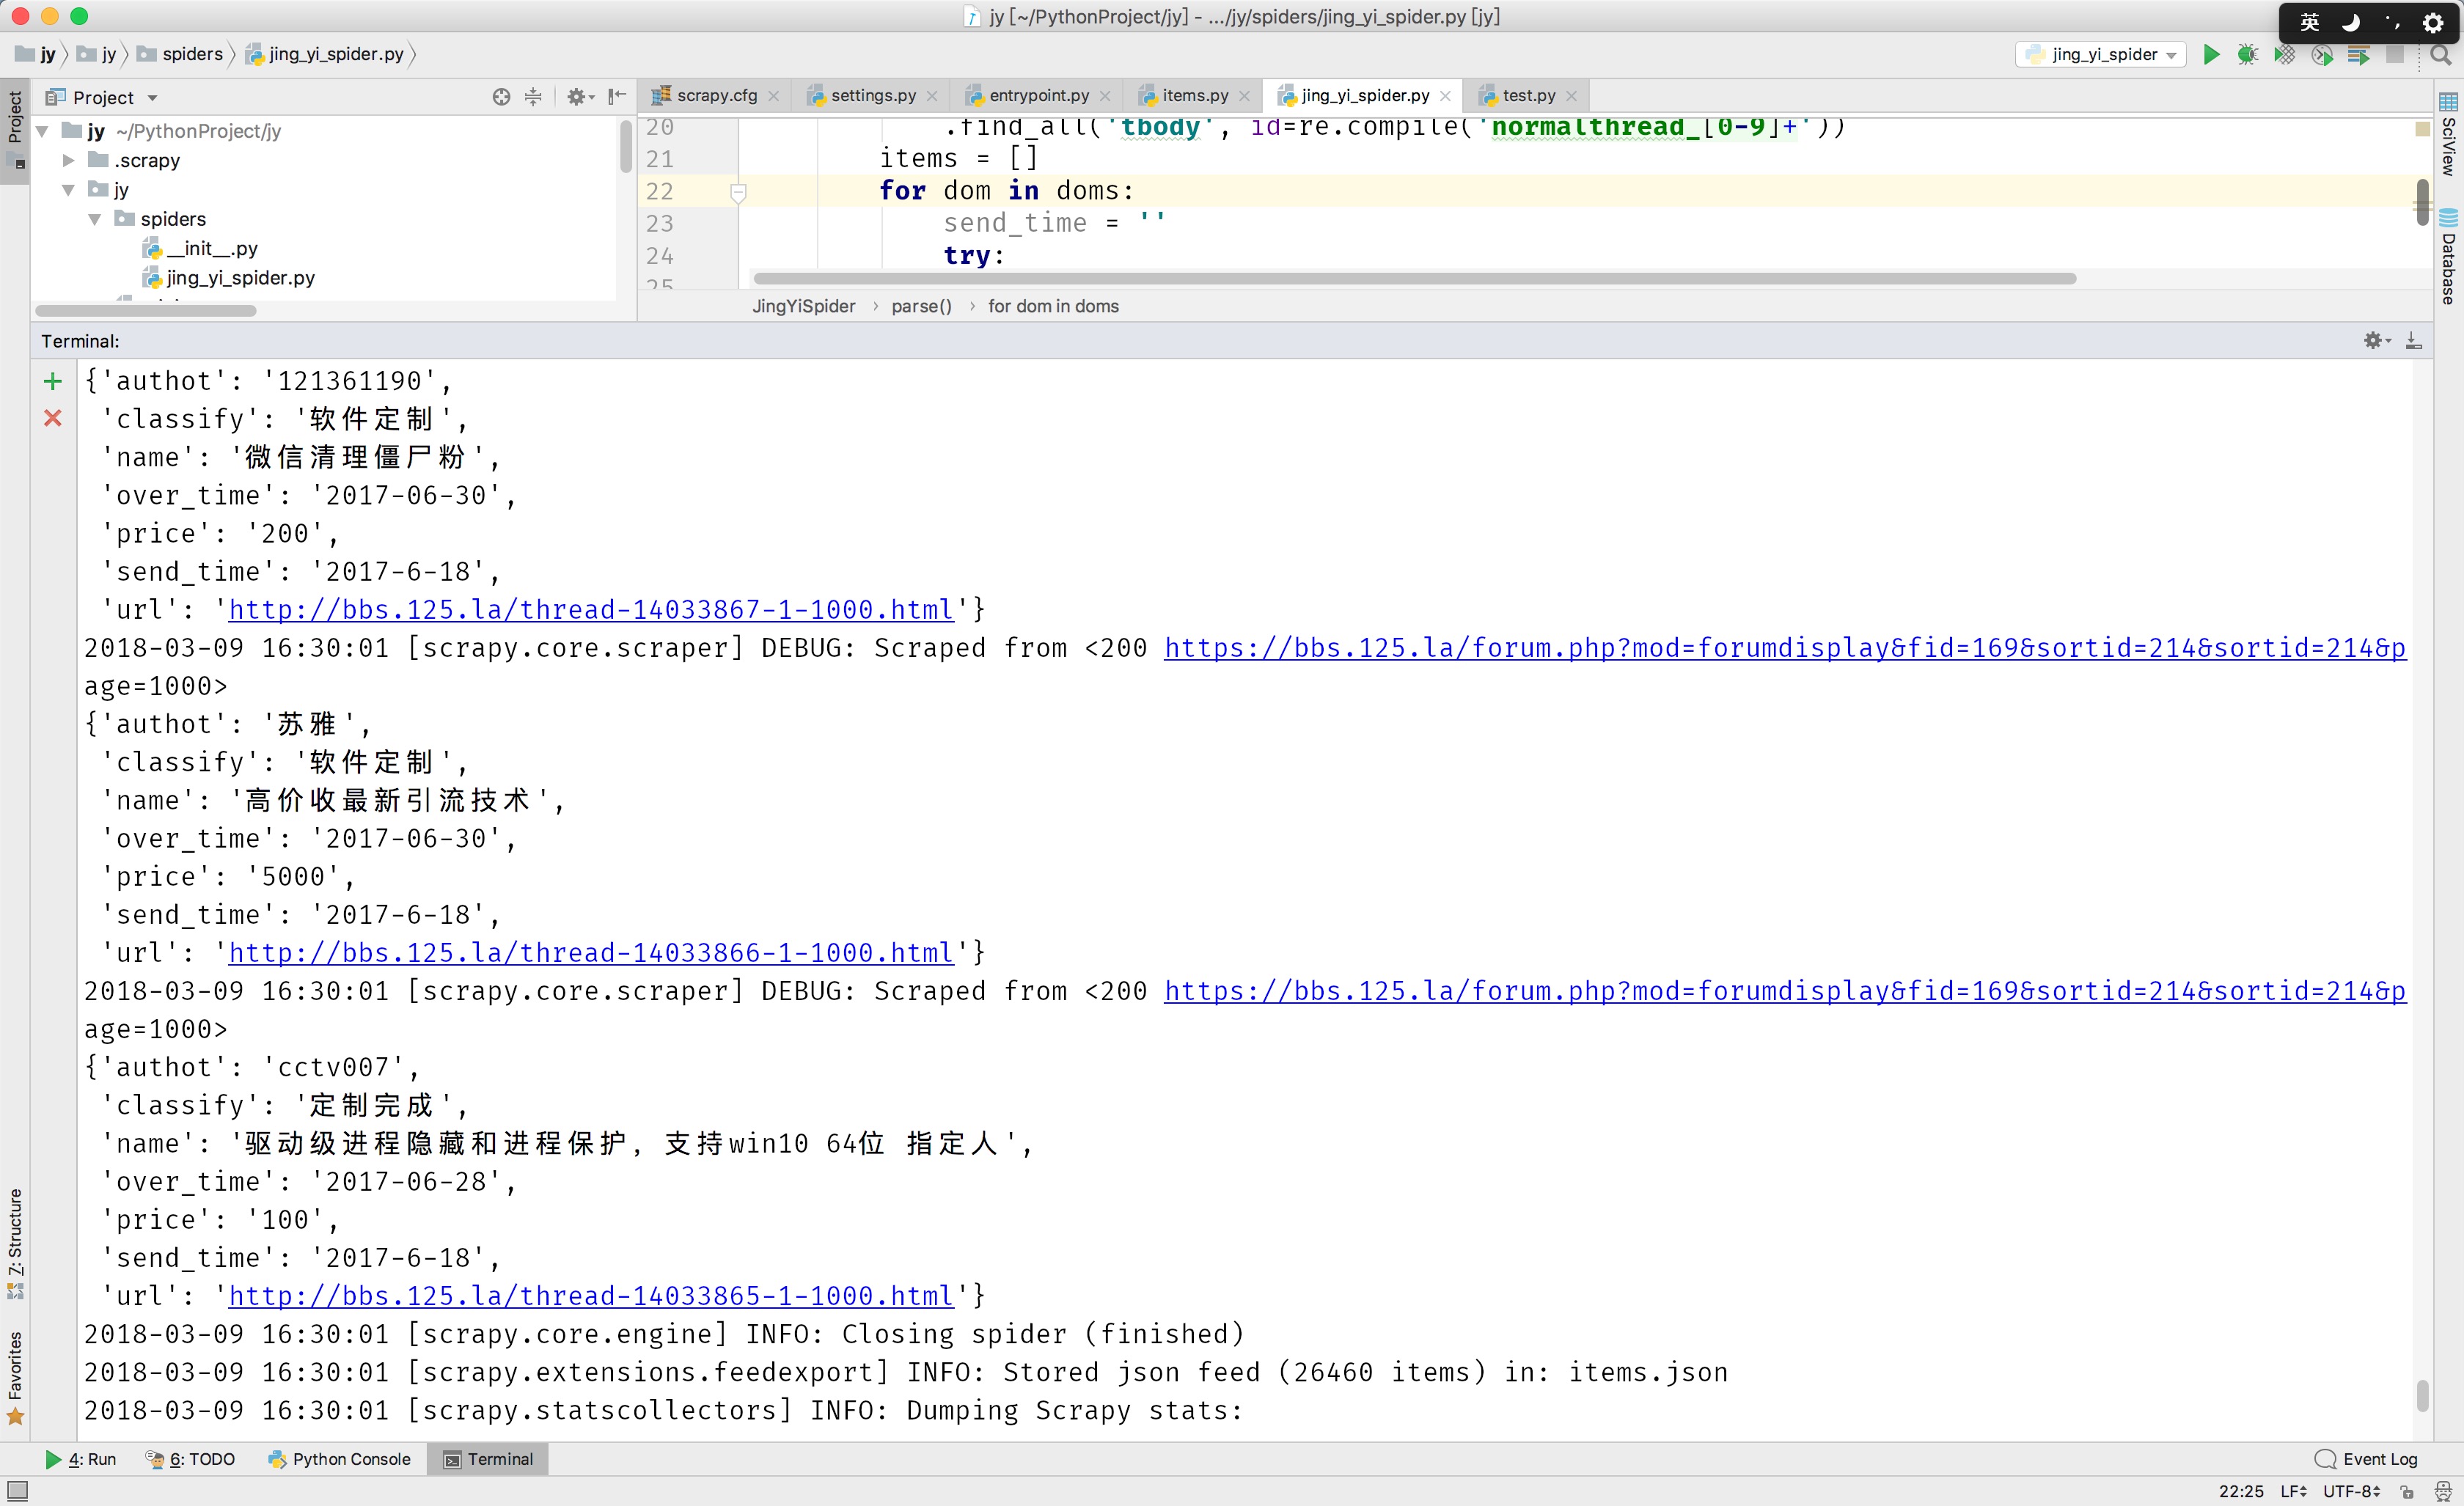 jy [~/PythonProject/jy] - .../jy/spiders/jing_yi_spider.py [jy]
英
jy jy spiders jing_yi_spider.py
jing_yi_spider
Project
scrapy.cfg settings.py entrypoint.py items.py jing_yi_spider.py test.py
jy ~/PythonProject/jy
.scrapy
jy
spiders
__init__.py
jing_yi_spider.py
20 .find_all('tbody', id=re.compile('normalthread_[0-9]+'))
21 items = []
22 for dom in doms:
23 send_time = ''
24 try:
25
JingYiSpider › parse() › for dom in doms
Project
SciView
Database
Terminal:
{'authot': '121361190',
'classify': '软件定制',
'name': '微信清理僵尸粉',
'over_time': '2017-06-30',
'price': '200',
'send_time': '2017-6-18',
'url': 'http://bbs.125.la/thread-14033867-1-1000.html'}
2018-03-09 16:30:01 [scrapy.core.scraper] DEBUG: Scraped from <200 https://bbs.125.la/forum.php?mod=forumdisplay&fid=169&sortid=214&sortid=214&p
age=1000>
{'authot': '苏雅',
'classify': '软件定制',
'name': '高价收最新引流技术',
'over_time': '2017-06-30',
'price': '5000',
'send_time': '2017-6-18',
'url': 'http://bbs.125.la/thread-14033866-1-1000.html'}
2018-03-09 16:30:01 [scrapy.core.scraper] DEBUG: Scraped from <200 https://bbs.125.la/forum.php?mod=forumdisplay&fid=169&sortid=214&sortid=214&p
age=1000>
{'authot': 'cctv007',
'classify': '定制完成',
'name': '驱动级进程隐藏和进程保护, 支持win10 64位 指定人',
'over_time': '2017-06-28',
'price': '100',
'send_time': '2017-6-18',
'url': 'http://bbs.125.la/thread-14033865-1-1000.html'}
2018-03-09 16:30:01 [scrapy.core.engine] INFO: Closing spider (finished)
2018-03-09 16:30:01 [scrapy.extensions.feedexport] INFO: Stored json feed (26460 items) in: items.json
2018-03-09 16:30:01 [scrapy.statscollectors] INFO: Dumping Scrapy stats:
Z: Structure
Favorites
4: Run 6: TODO Python Console Terminal Event Log
22:25 LF UTF-8